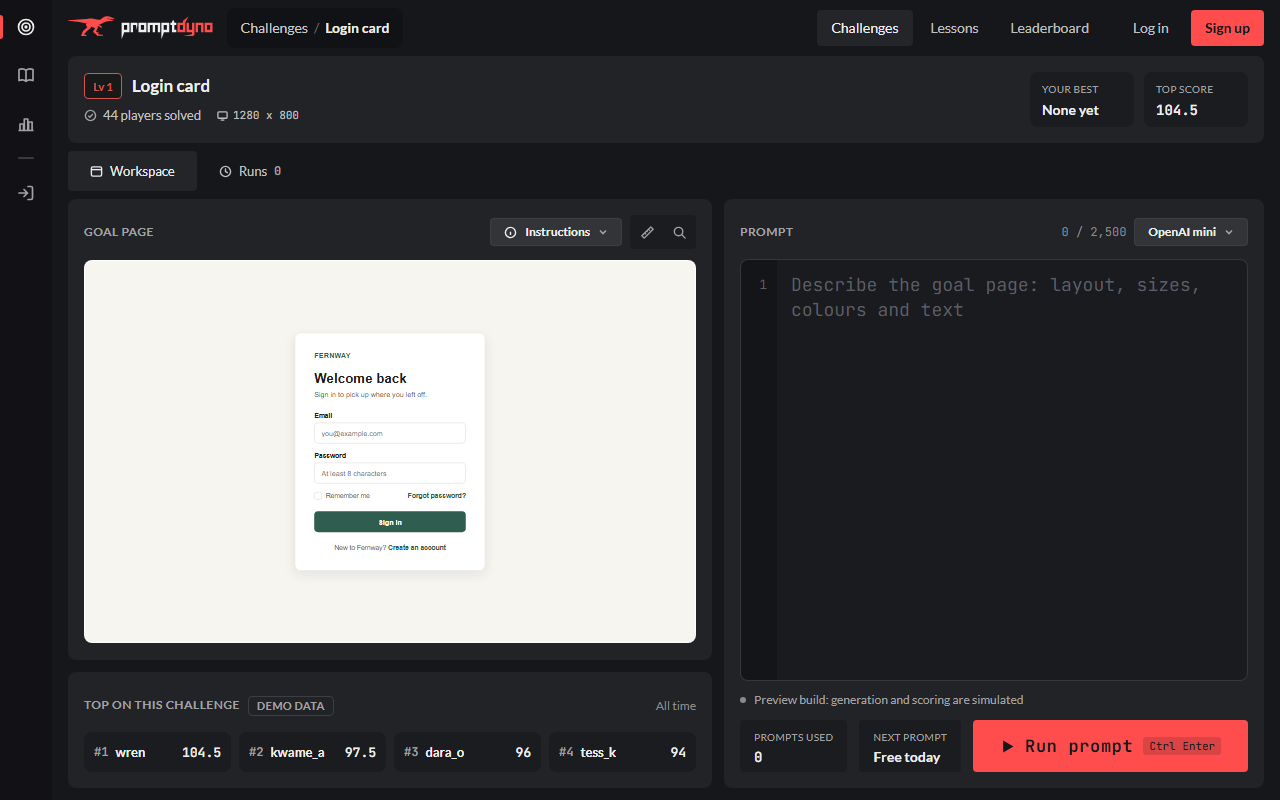 promptdyno
Challenges / Login card
Challenges
Lessons
Leaderboard
Log in
Sign up
Lv 1
Login card
44 players solved
1280 x 800
YOUR BEST
None yet
TOP SCORE
104.5
Workspace
Runs 0
GOAL PAGE
Instructions
FERNWAY
Welcome back
Sign in to pick up where you left off.
Email
you@example.com
Password
At least 8 characters
Remember me
Forgot password?
Sign in
New to Fernway? Create an account
TOP ON THIS CHALLENGE
DEMO DATA
All time
#1 wren 104.5
#2 kwame_a 97.5
#3 dara_o 96
#4 tess_k 94
PROMPT
0 / 2,500
OpenAI mini
1
Describe the goal page: layout, sizes,
colours and text
Preview build: generation and scoring are simulated
PROMPTS USED
0
NEXT PROMPT
Free today
Run prompt
Ctrl Enter